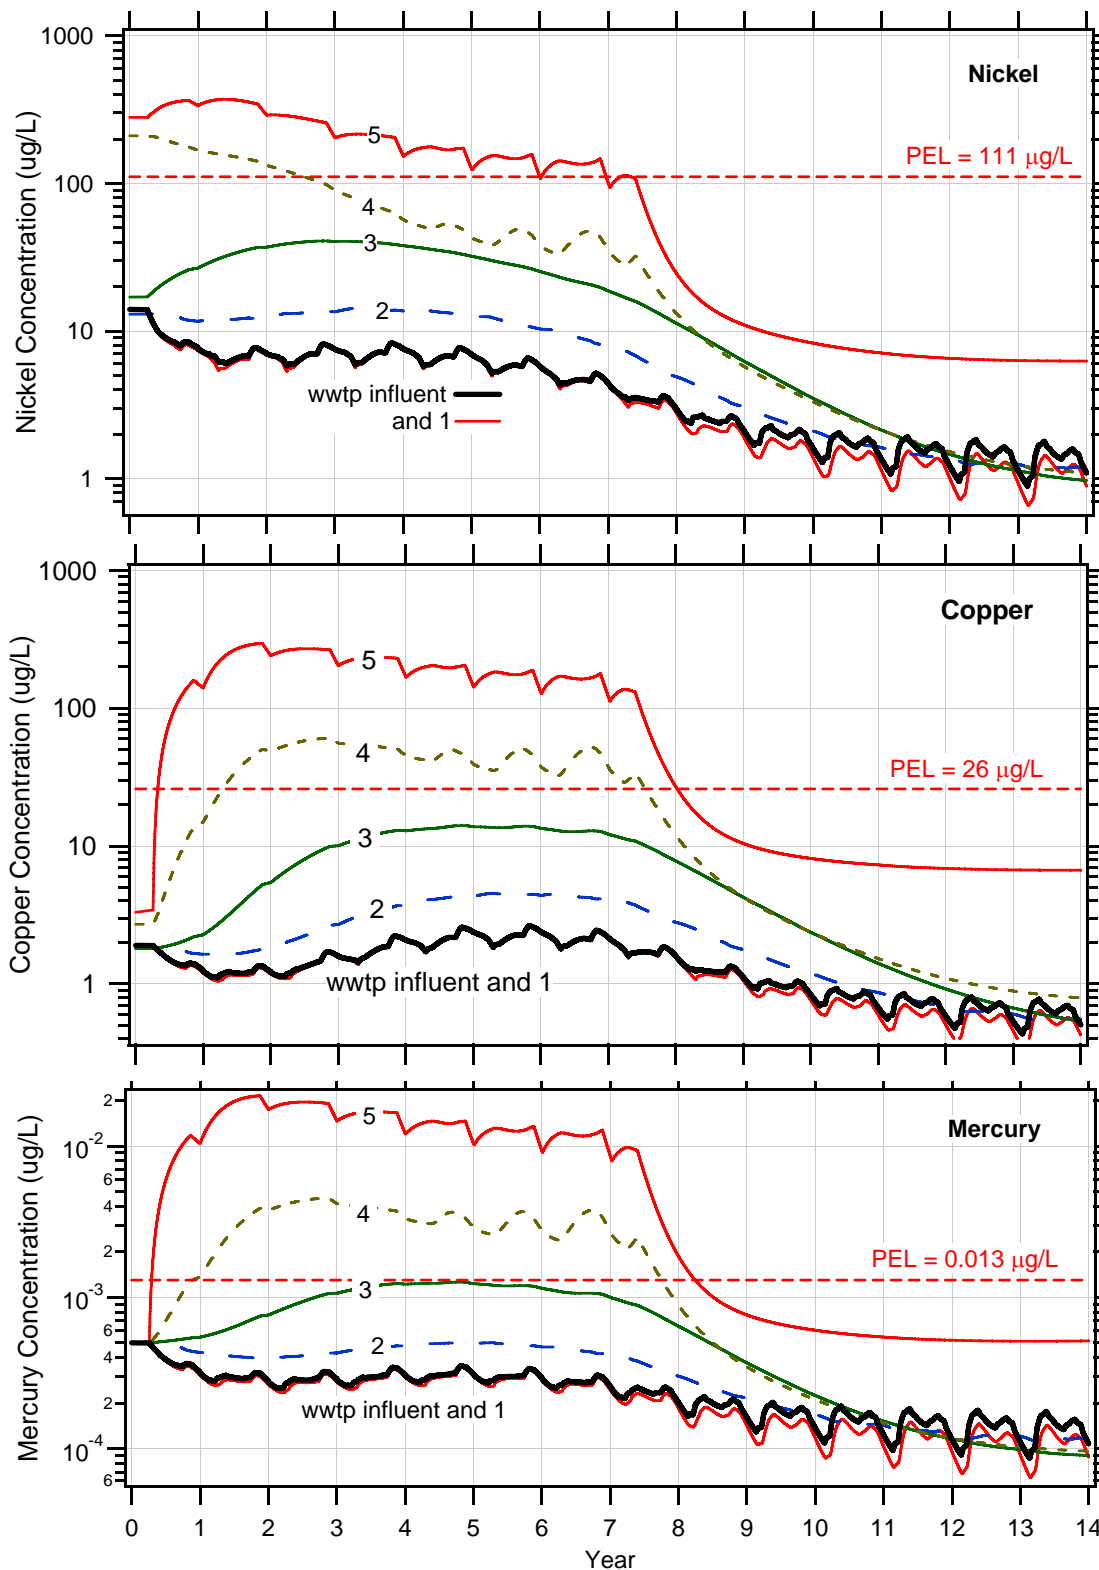 1000
100
10
1
Nickel Concentration (ug/L)
Nickel
PEL = 111 µg/L
5
4
3
2
wwtp influent
and 1
1000
100
10
1
Copper Concentration (ug/L)
Copper
PEL = 26 µg/L
5
4
3
2
wwtp influent and 1
2
10-2
6
4
2
10-3
6
4
2
10-4
6
Mercury Concentration (ug/L)
Mercury
PEL = 0.013 µg/L
5
4
3
2
wwtp influent and 1
0 1 2 3 4 5 6 7 8 9 10 11 12 13 14
Year